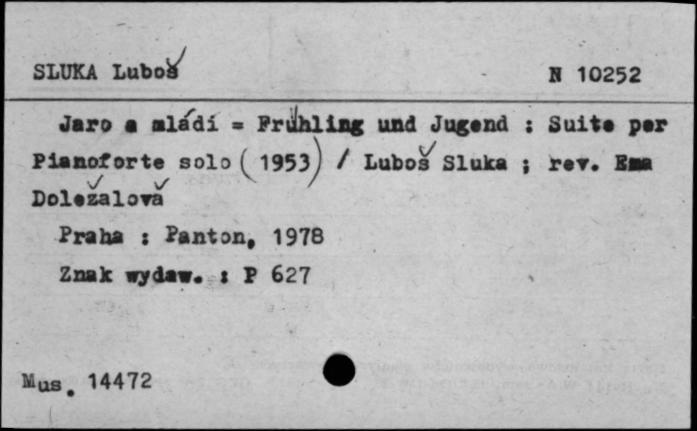 SLUKA Luboš
N 10252
Jaro a mládí = Frühling und Jugend : Suite per
Pianoforte solo (1953) / Luboš Sluka ; rev. Ema
Doležalová
Praha : Panton, 1978
Znak wydaw. : P 627
Mus. 14472